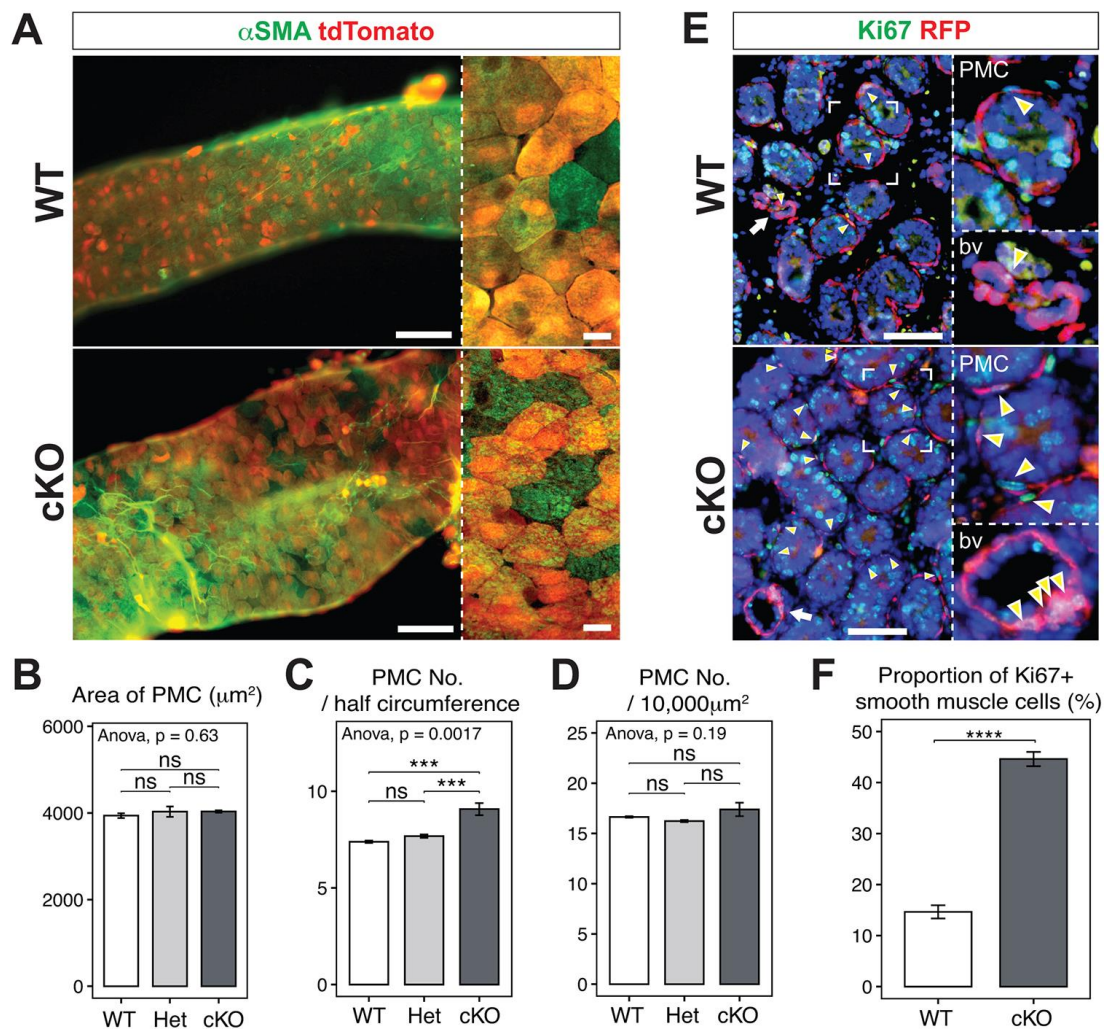 A
αSMA tdTomato
WT
cKO
E
Ki67 RFP
PMC
bv
WT
PMC
bv
cKO
B
Area of PMC (μm²)
6000
4000
2000
0
Anova, p = 0.63
ns
ns
ns
WT Het cKO
C
PMC No.
/ half circumference
10
5
0
Anova, p = 0.0017
***
ns
***
WT Het cKO
D
PMC No.
/ 10,000μm²
25
20
15
10
5
0
Anova, p = 0.19
ns
ns
ns
WT Het cKO
F
Proportion of Ki67+
smooth muscle cells (%)
50
40
30
20
10
0
****
WT cKO